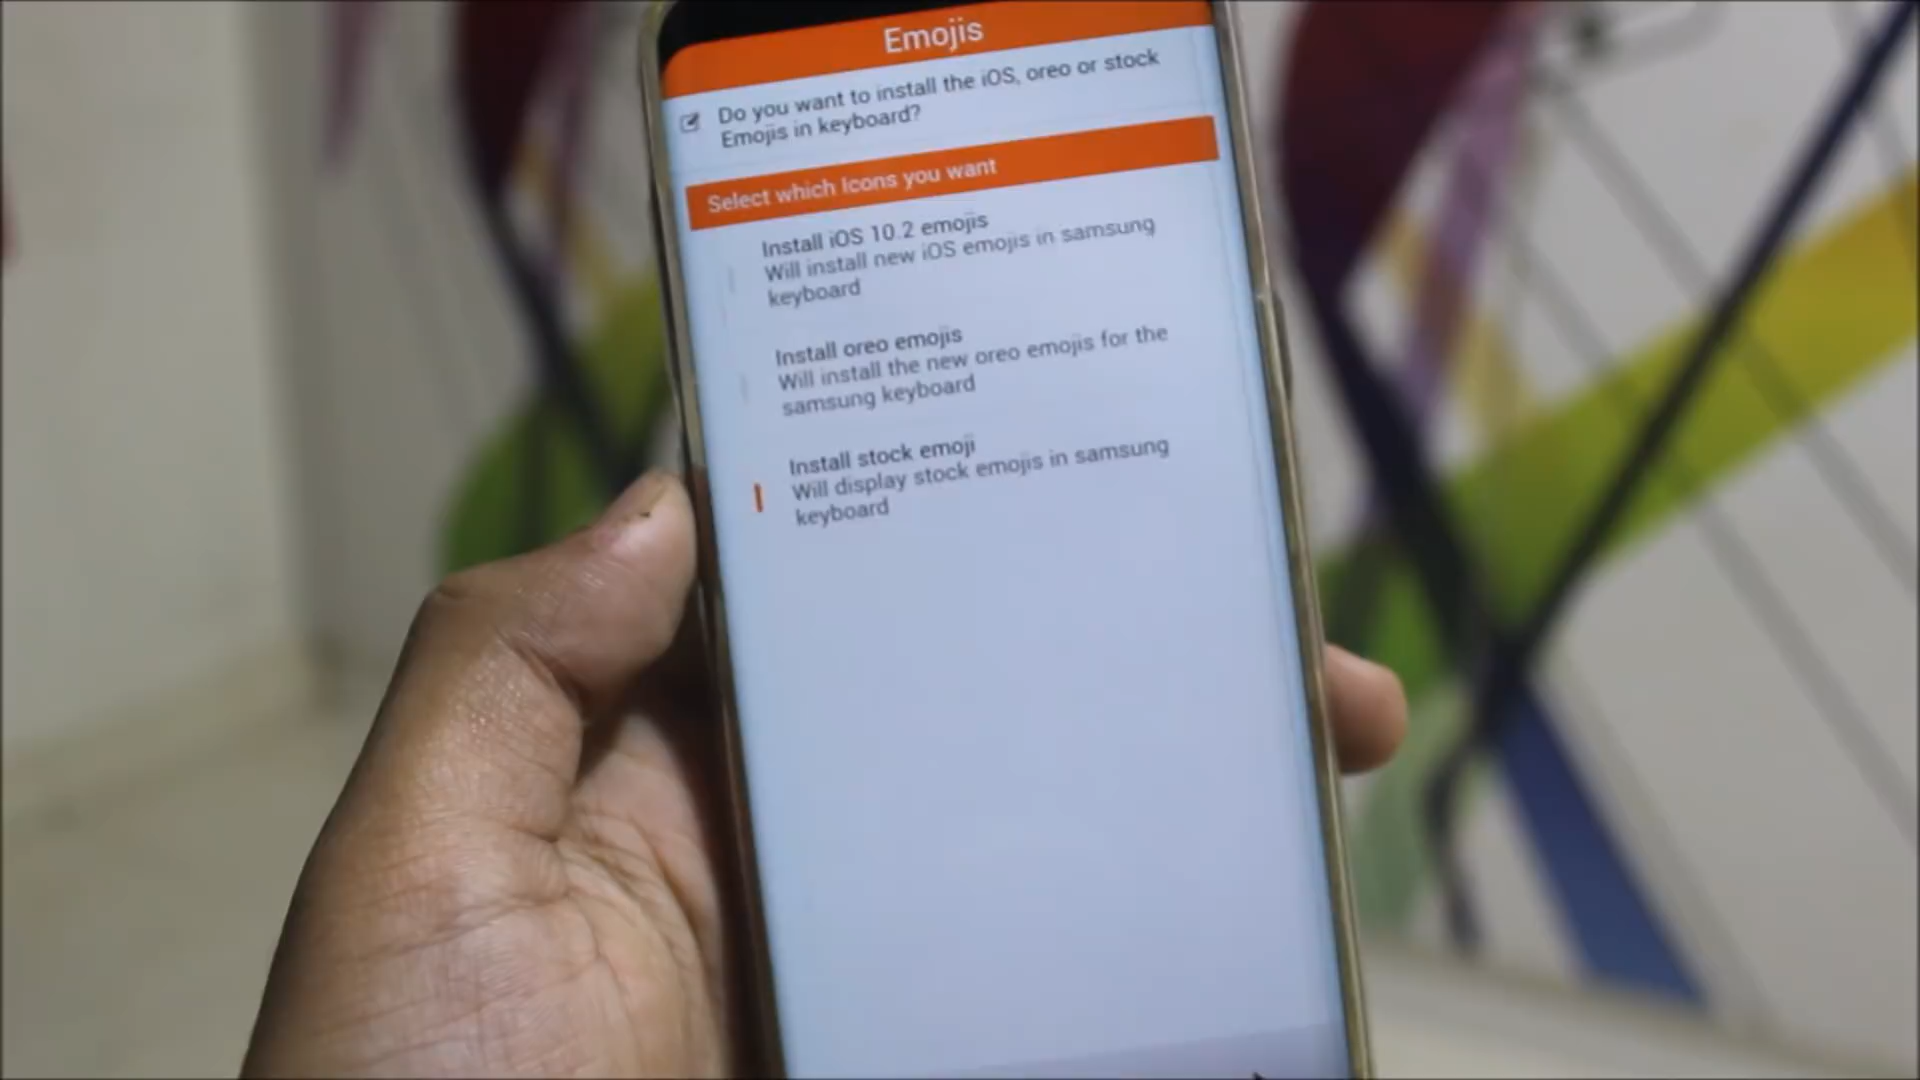 Emojis
Do you want to install the iOS, oreo or stock
Emojis in keyboard?
Select which Icons you want
Install iOS 10.2 emojis
Will install new iOS emojis in samsung
keyboard
Install oreo emojis
Will install the new oreo emojis for the
samsung keyboard
Install stock emoji
Will display stock emojis in samsung
keyboard